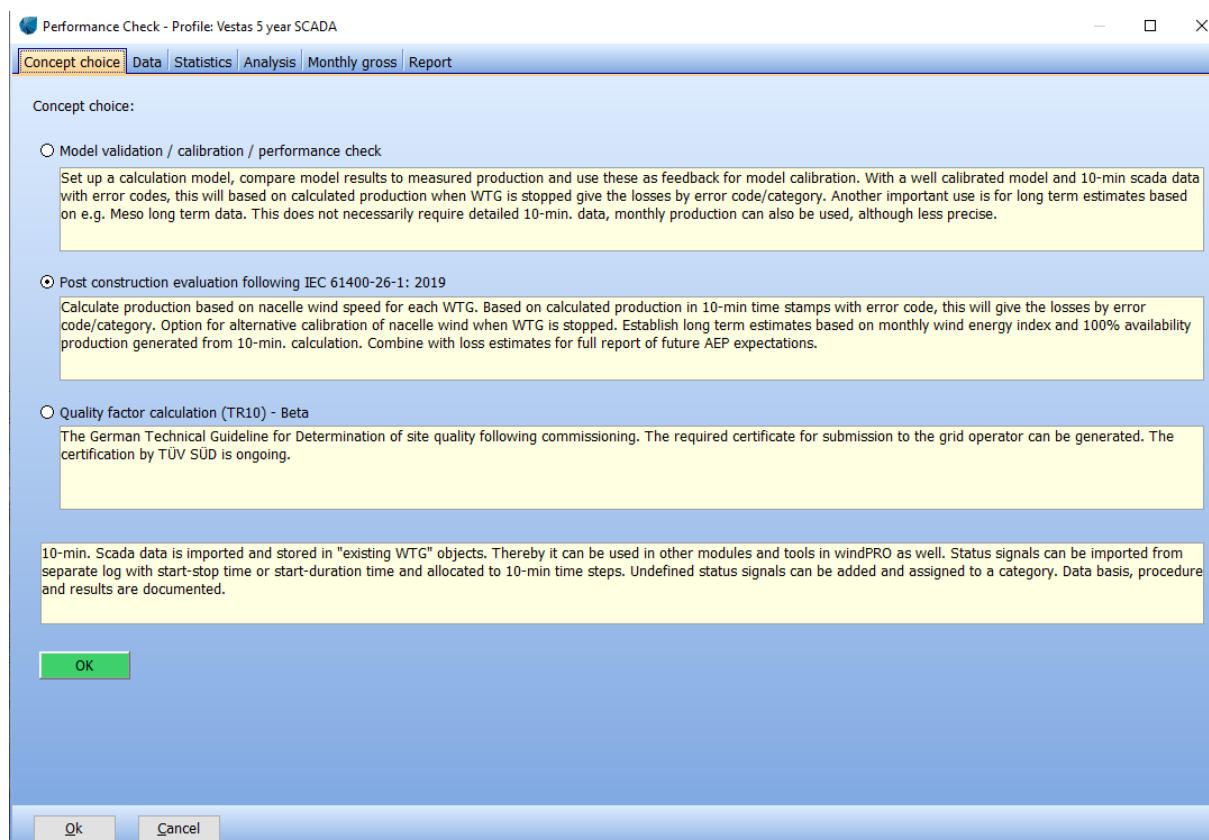 Performance Check - Profile: Vestas 5 year SCADA
Concept choice Data Statistics Analysis Monthly gross Report
Concept choice:
Model validation / calibration / performance check
Set up a calculation model, compare model results to measured production and use these as feedback for model calibration. With a well calibrated model and 10-min scada data
with error codes, this will based on calculated production when WTG is stopped give the losses by error code/category. Another important use is for long term estimates based
on e.g. Meso long term data. This does not necessarily require detailed 10-min. data, monthly production can also be used, although less precise.
Post construction evaluation following IEC 61400-26-1: 2019
Calculate production based on nacelle wind speed for each WTG. Based on calculated production in 10-min time stamps with error code, this will give the losses by error
code/category. Option for alternative calibration of nacelle wind when WTG is stopped. Establish long term estimates based on monthly wind energy index and 100% availability
production generated from 10-min. calculation. Combine with loss estimates for full report of future AEP expectations.
Quality factor calculation (TR10) - Beta
The German Technical Guideline for Determination of site quality following commissioning. The required certificate for submission to the grid operator can be generated. The
certification by TÜV SÜD is ongoing.
10-min. Scada data is imported and stored in "existing WTG" objects. Thereby it can be used in other modules and tools in windPRO as well. Status signals can be imported from
separate log with start-stop time or start-duration time and allocated to 10-min time steps. Undefined status signals can be added and assigned to a category. Data basis, procedure
and results are documented.
OK
Ok Cancel